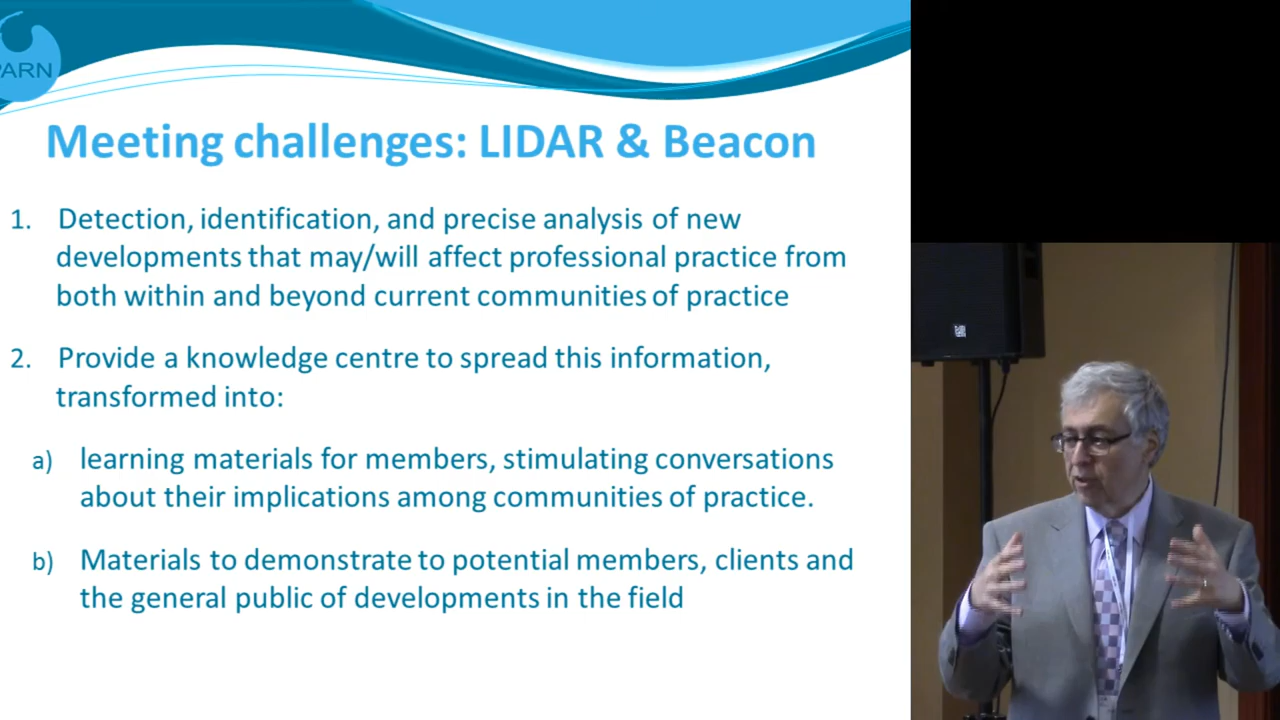 PARN
Meeting challenges: LIDAR & Beacon
1. Detection, identification, and precise analysis of new
developments that may/will affect professional practice from
both within and beyond current communities of practice
2. Provide a knowledge centre to spread this information,
transformed into:
a) learning materials for members, stimulating conversations
about their implications among communities of practice.
b) Materials to demonstrate to potential members, clients and
the general public of developments in the field